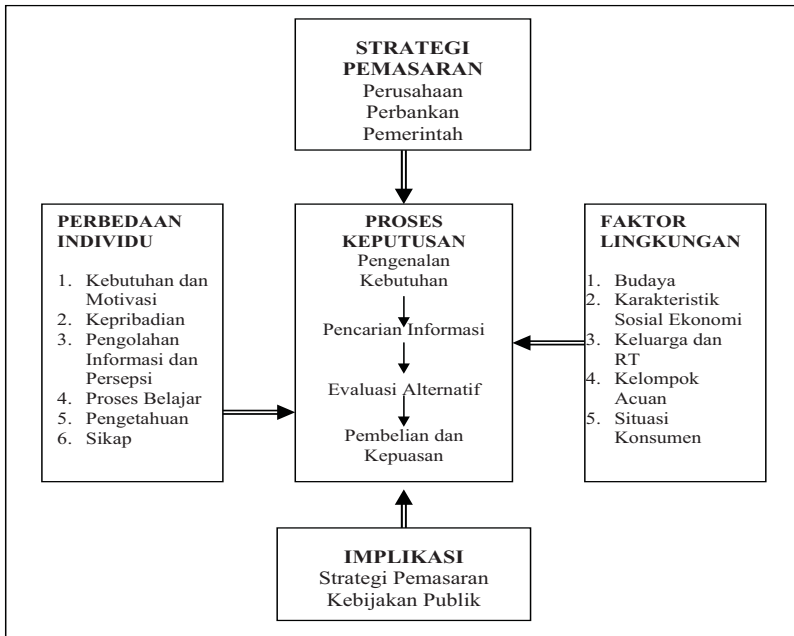 STRATEGI
PEMASARAN
Perusahaan
Perbankan
Pemerintah
PERBEDAAN
INDIVIDU
1. Kebutuhan dan
Motivasi
2. Kepribadian
3. Pengolahan
Informasi dan
Persepsi
4. Proses Belajar
5. Pengetahuan
6. Sikap
PROSES
KEPUTUSAN
Pengenalan
Kebutuhan
Pencarian Informasi
Evaluasi Alternatif
Pembelian dan
Kepuasan
FAKTOR
LINGKUNGAN
1. Budaya
2. Karakteristik
Sosial Ekonomi
3. Keluarga dan
RT
4. Kelompok
Acuan
5. Situasi
Konsumen
IMPLIKASI
Strategi Pemasaran
Kebijakan Publik